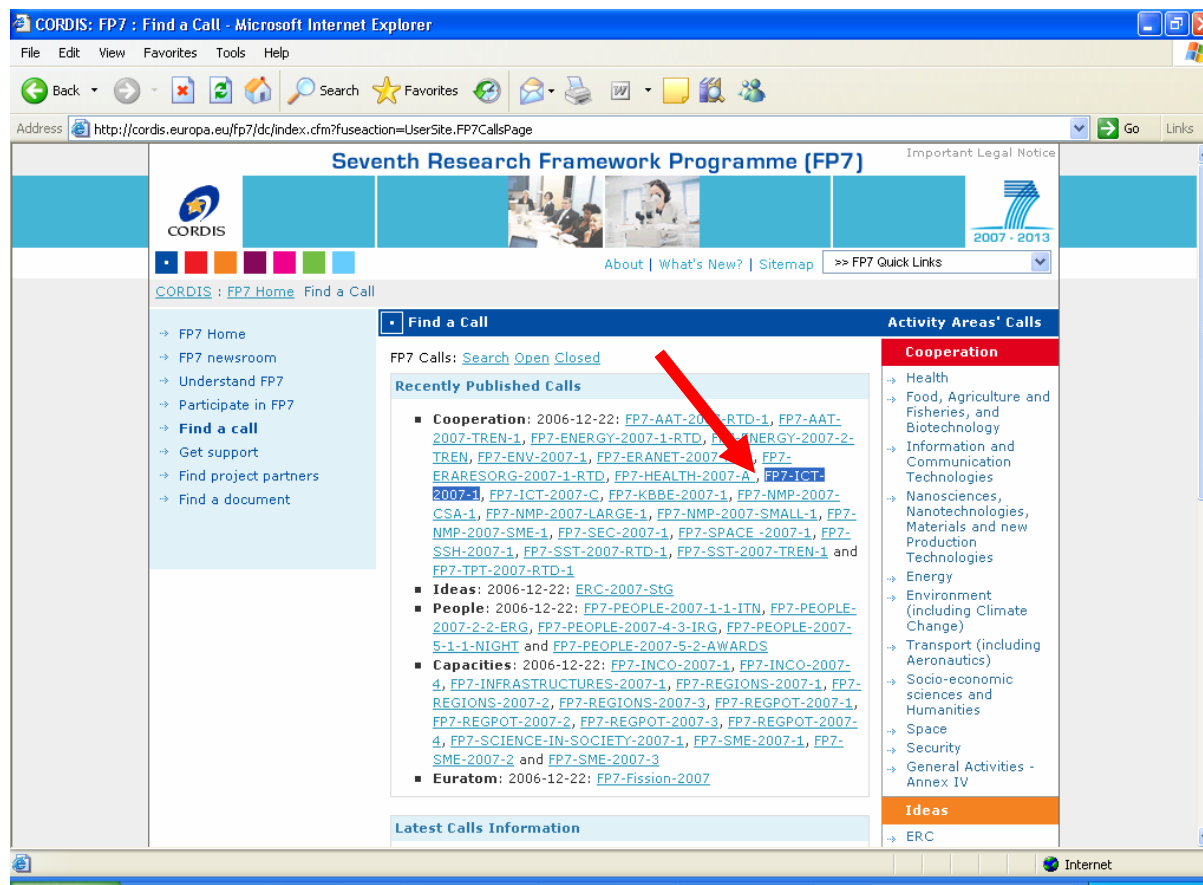 CORDIS: FP7 : Find a Call - Microsoft Internet Explorer
File Edit View Favorites Tools Help
Back Search Favorites
Address http://cordis.europa.eu/fp7/dc/index.cfm?fuseaction=UserSite.FP7CallsPage Go Links
Seventh Research Framework Programme (FP7)
Important Legal Notice
CORDIS
2007 - 2013
About | What's New? | Sitemap >> FP7 Quick Links
CORDIS : FP7 Home Find a Call
FP7 Home
FP7 newsroom
Understand FP7
Participate in FP7
Find a call
Get support
Find project partners
Find a document
Find a Call
FP7 Calls: Search Open Closed
Recently Published Calls
Cooperation: 2006-12-22: FP7-AAT-2007-RTD-1, FP7-AAT-
2007-TREN-1, FP7-ENERGY-2007-1-RTD, FP7-ENERGY-2007-2-
TREN, FP7-ENV-2007-1, FP7-ERANET-2007- , FP7-
ERARESORG-2007-1-RTD, FP7-HEALTH-2007-A , FP7-ICT-
2007-1, FP7-ICT-2007-C, FP7-KBBE-2007-1, FP7-NMP-2007-
CSA-1, FP7-NMP-2007-LARGE-1, FP7-NMP-2007-SMALL-1, FP7-
NMP-2007-SME-1, FP7-SEC-2007-1, FP7-SPACE -2007-1, FP7-
SSH-2007-1, FP7-SST-2007-RTD-1, FP7-SST-2007-TREN-1 and
FP7-TPT-2007-RTD-1
Ideas: 2006-12-22: ERC-2007-StG
People: 2006-12-22: FP7-PEOPLE-2007-1-1-ITN, FP7-PEOPLE-
2007-2-2-ERG, FP7-PEOPLE-2007-4-3-IRG, FP7-PEOPLE-2007-
5-1-1-NIGHT and FP7-PEOPLE-2007-5-2-AWARDS
Capacities: 2006-12-22: FP7-INCO-2007-1, FP7-INCO-2007-
4, FP7-INFRASTRUCTURES-2007-1, FP7-REGIONS-2007-1, FP7-
REGIONS-2007-2, FP7-REGIONS-2007-3, FP7-REGPOT-2007-1,
FP7-REGPOT-2007-2, FP7-REGPOT-2007-3, FP7-REGPOT-2007-
4, FP7-SCIENCE-IN-SOCIETY-2007-1, FP7-SME-2007-1, FP7-
SME-2007-2 and FP7-SME-2007-3
Euratom: 2006-12-22: FP7-Fission-2007
Latest Calls Information
Activity Areas' Calls
Cooperation
Health
Food, Agriculture and
Fisheries, and
Biotechnology
Information and
Communication
Technologies
Nanosciences,
Nanotechnologies,
Materials and new
Production
Technologies
Energy
Environment
(including Climate
Change)
Transport (including
Aeronautics)
Socio-economic
sciences and
Humanities
Space
Security
General Activities -
Annex IV
Ideas
ERC
Internet